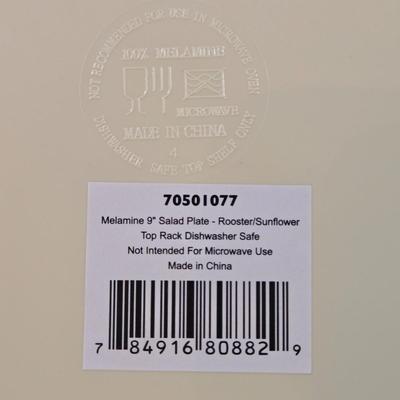 NOT RECOMMENDED FOR USE IN MICROWAVE OVEN
100% MELAMINE
MICROWAVE
MADE IN CHINA
4
DISHWASHER SAFE TOP SHELF ONLY
70501077
Melamine 9" Salad Plate - Rooster/Sunflower
Top Rack Dishwasher Safe
Not Intended For Microwave Use
Made in China
7 84916 80882 9